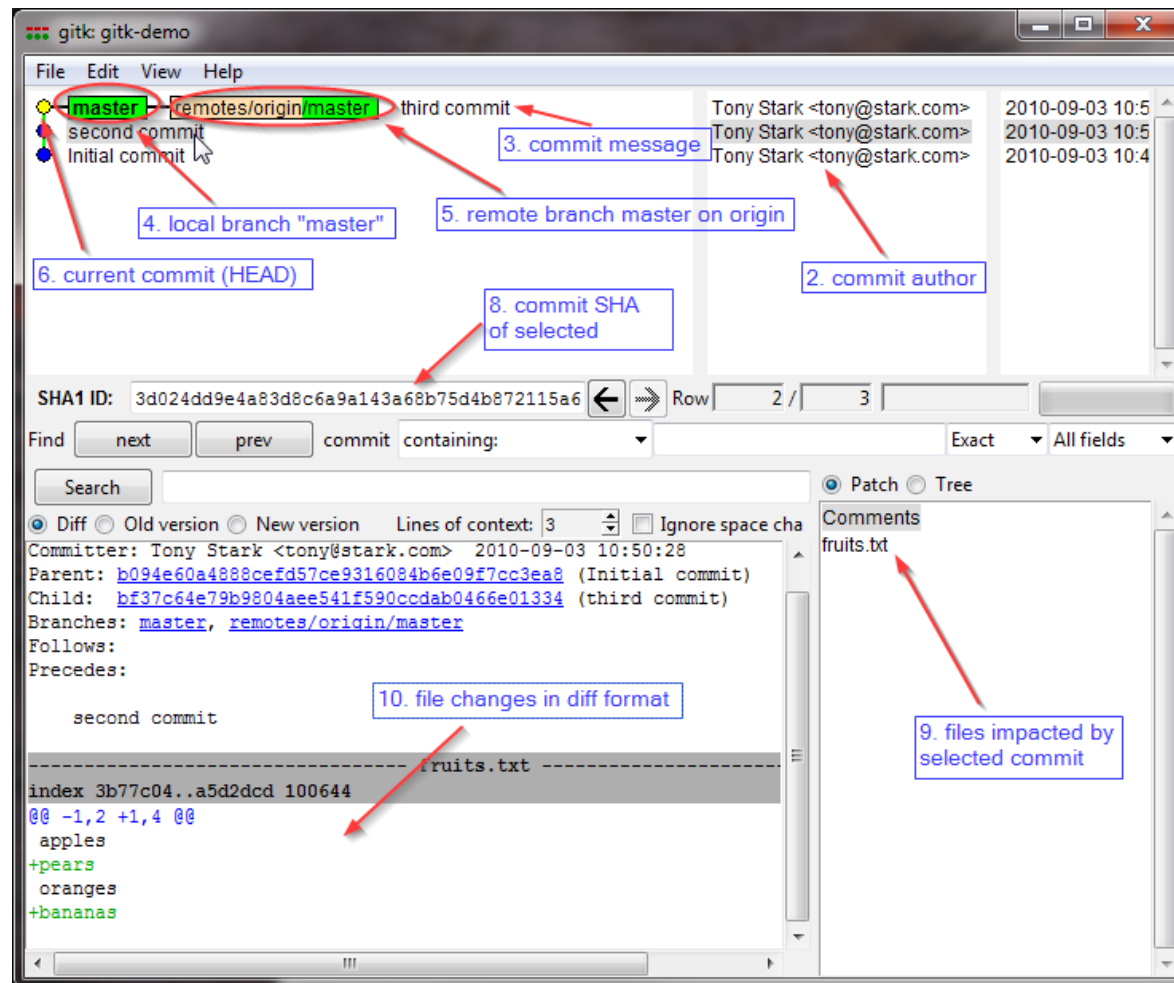 gitk: gitk-demo
File Edit View Help
master remotes/origin/master third commit Tony Stark <tony@stark.com> 2010-09-03 10:5
second commit Tony Stark <tony@stark.com> 2010-09-03 10:5
Initial commit Tony Stark <tony@stark.com> 2010-09-03 10:4
3. commit message
4. local branch "master"
5. remote branch master on origin
6. current commit (HEAD)
2. commit author
8. commit SHA
of selected
SHA1 ID: 3d024dd9e4a83d8c6a9a143a68b75d4b872115a6 Row 2 / 3
Find next prev commit containing: Exact All fields
Search
Patch Tree
Diff Old version New version Lines of context: 3 Ignore space cha
Comments
fruits.txt
Committer: Tony Stark <tony@stark.com> 2010-09-03 10:50:28
Parent: b094e60a4888cefd57ce9316084b6e09f7cc3ea8 (Initial commit)
Child: bf37c64e79b9804aee541f590ccdab0466e01334 (third commit)
Branches: master, remotes/origin/master
Follows:
Precedes:
second commit
10. file changes in diff format
9. files impacted by
selected commit
---------------------------------- fruits.txt ----------------------
index 3b77c04..a5d2dcd 100644
@@ -1,2 +1,4 @@
apples
+pears
oranges
+bananas